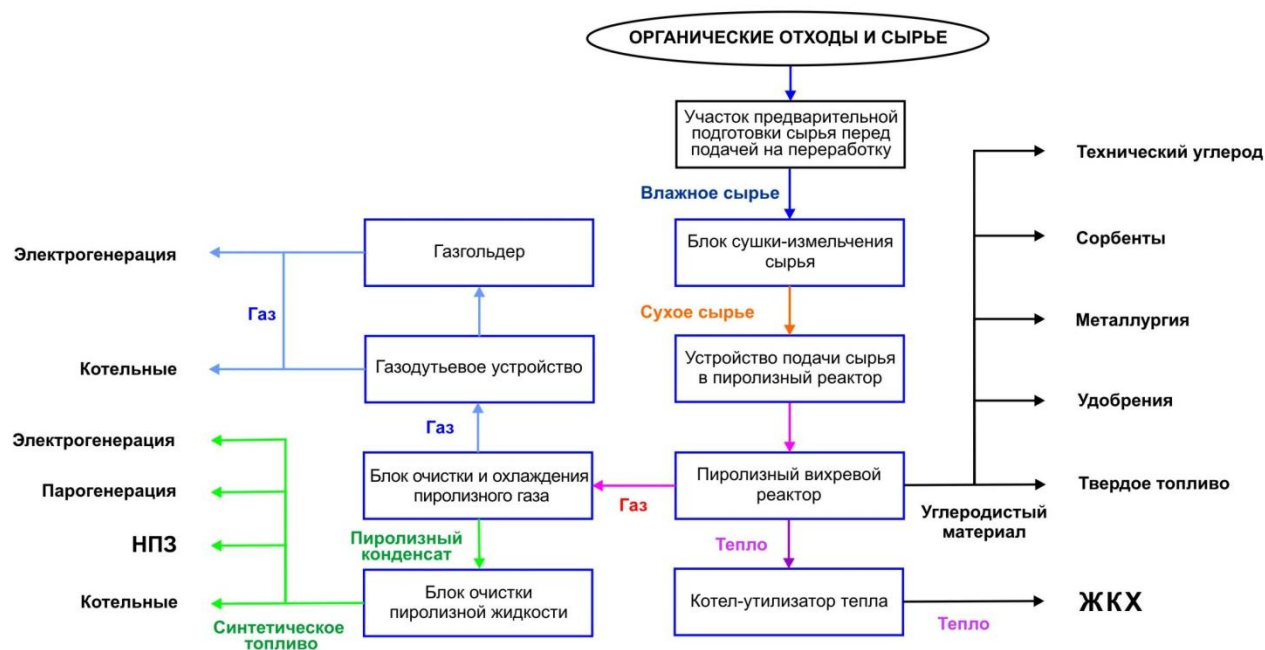 ОРГАНИЧЕСКИЕ ОТХОДЫ И СЫРЬЕ
Участок предварительной
подготовки сырья перед
подачей на переработку
Влажное сырье
Блок сушки-измельчения
сырья
Сухое сырье
Устройство подачи сырья
в пиролизный реактор
Пиролизный вихревой
реактор
Углеродистый
материал
Технический углерод
Сорбенты
Металлургия
Удобрения
Твердое топливо
Тепло
Котел-утилизатор тепла
Тепло
ЖКХ
Газ
Блок очистки и охлаждения
пиролизного газа
Газ
Газодутьевое устройство
Газгольдер
Газ
Электрогенерация
Котельные
Пиролизный
конденсат
Блок очистки
пиролизной жидкости
Синтетическое
топливо
Электрогенерация
Парогенерация
НПЗ
Котельные